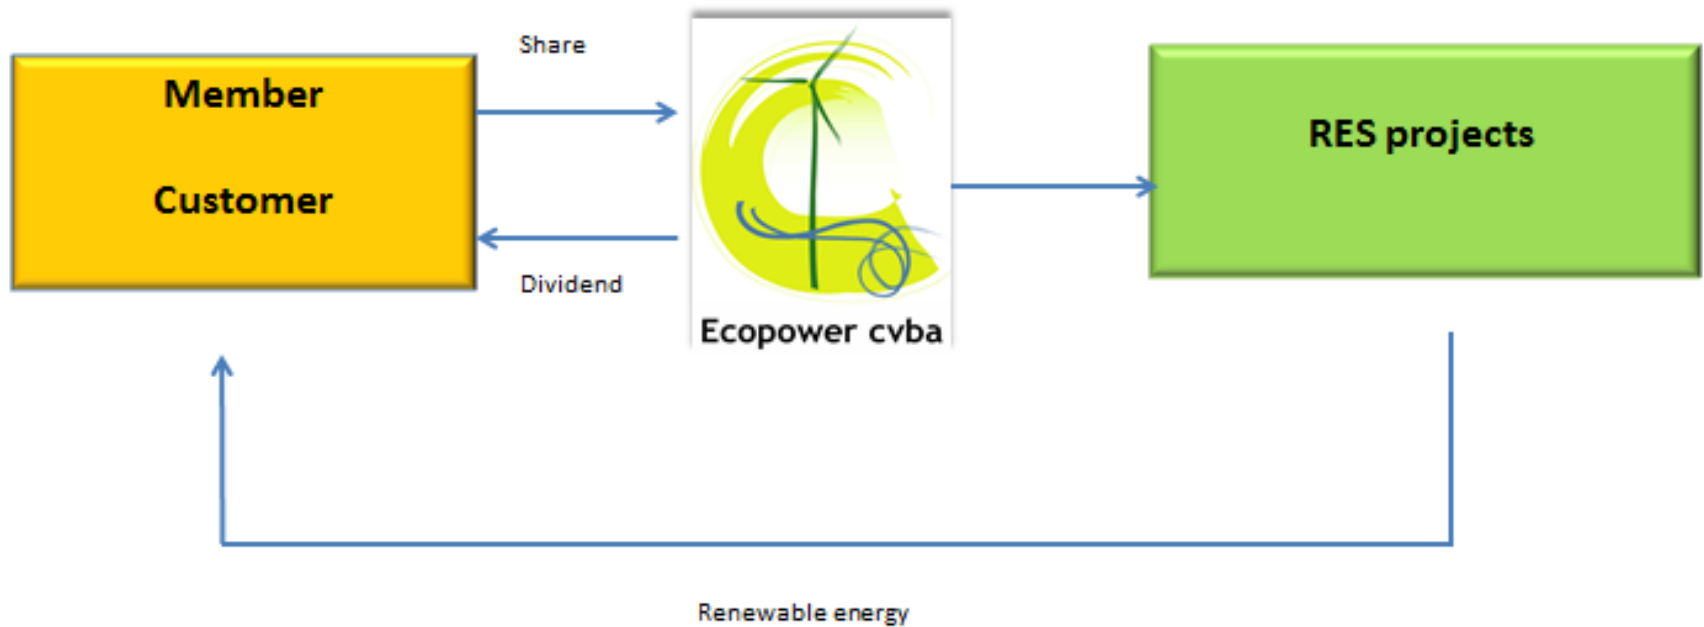 Share
Member
Customer
Dividend
Ecopower cvba
RES projects
Renewable energy